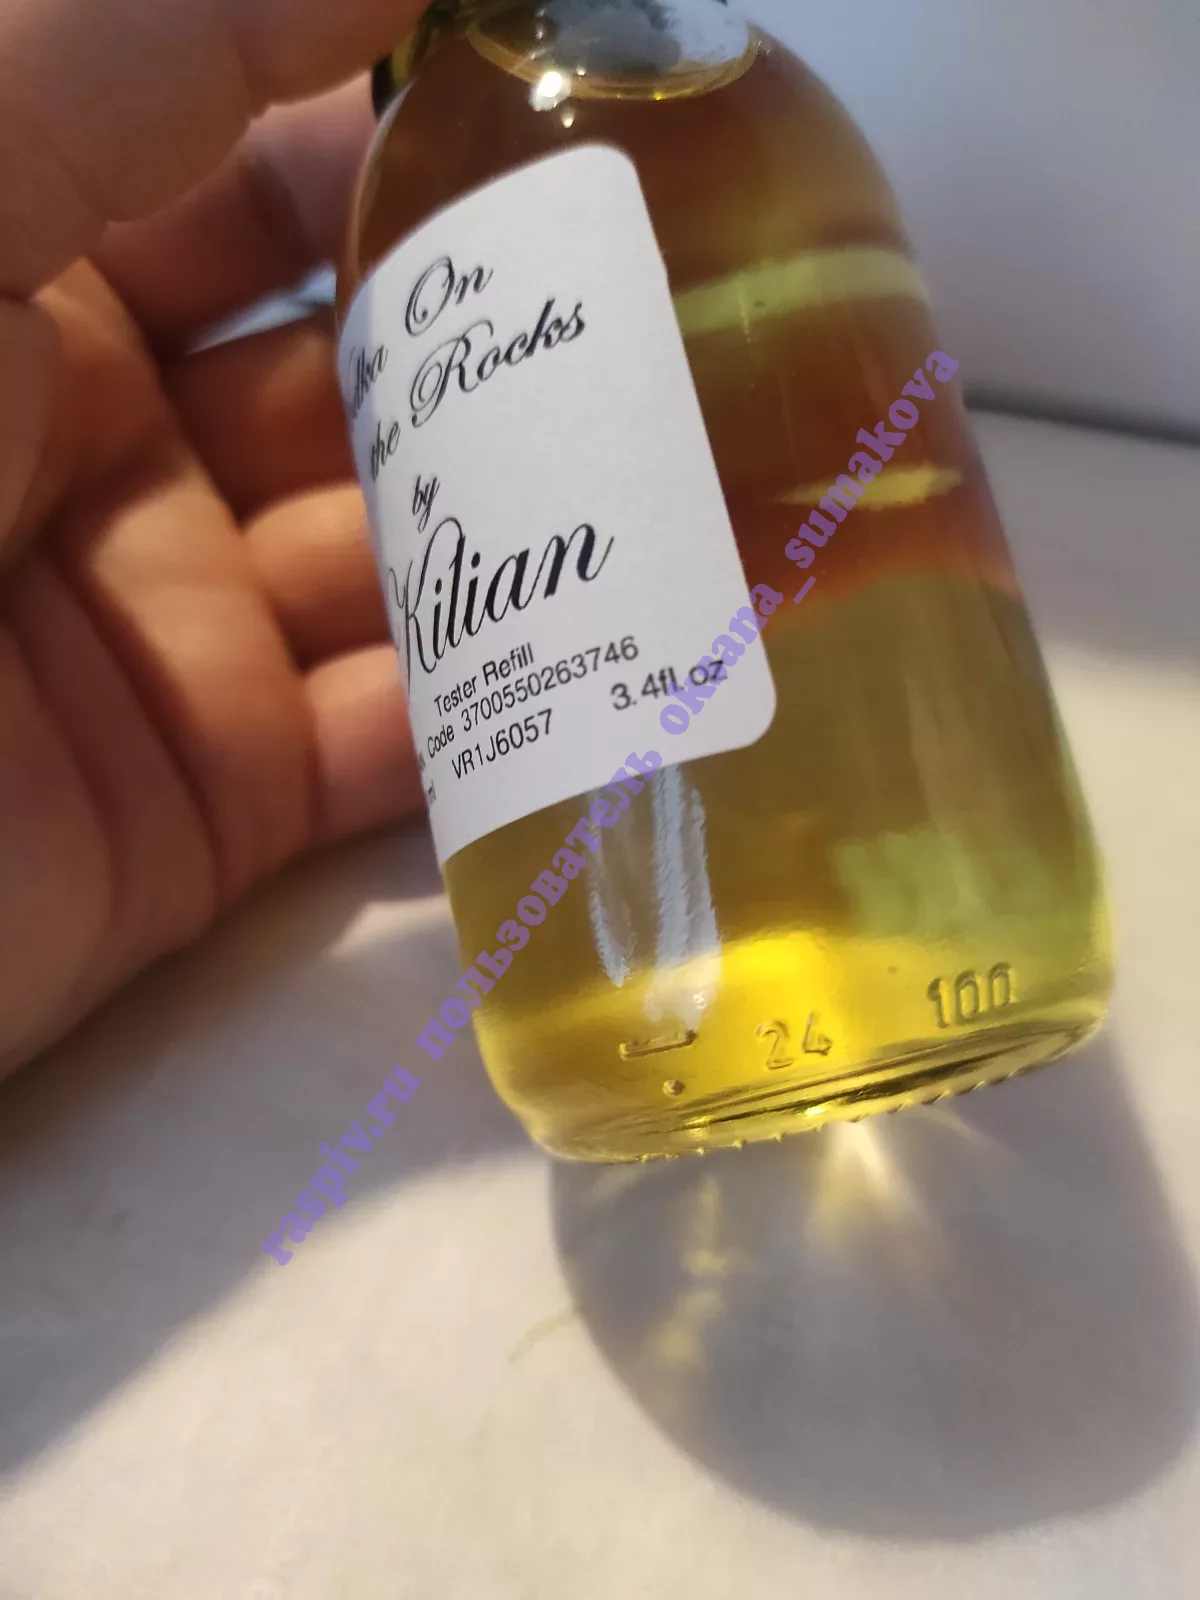 On
the Rocks
by
Kilian
Tester Refill
Code 3700550263746
VR1J6057 3.4fl.oz
24 100
raspiv.ru пользователь oksana_sumakova